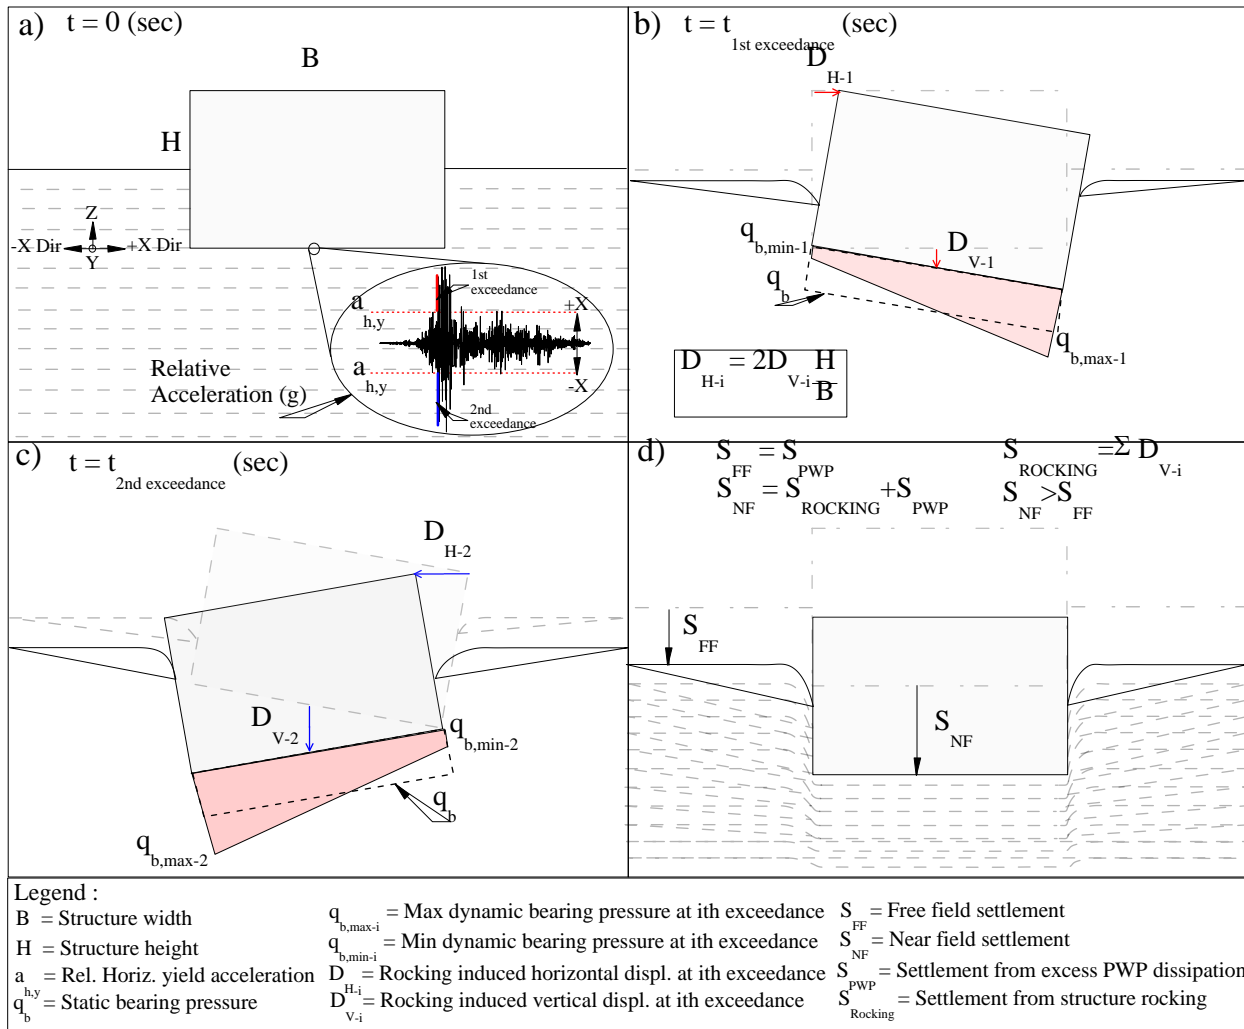 a) t = 0 (sec)
B
H
Z
-X Dir +X Dir
Y
a h,y
1st exceedance
+X
a h,y
-X
2nd exceedance
Relative
Acceleration (g)
b) t = t 1st exceedance (sec)
D H-1
q b,min-1
D V-1
q b
q b,max-1
D H-i = 2D V-i H
B
c) t = t 2nd exceedance (sec)
D H-2
D V-2
q b,min-2
q b
q b,max-2
d) S FF = S PWP S ROCKING =Σ D V-i
S NF = S ROCKING +S PWP S NF >S FF
S FF
S NF
Legend :
B = Structure width
H = Structure height
a h,y = Rel. Horiz. yield acceleration
q b = Static bearing pressure
q b,max-i = Max dynamic bearing pressure at ith exceedance
q b,min-i = Min dynamic bearing pressure at ith exceedance
D H-i = Rocking induced horizontal displ. at ith exceedance
D V-i = Rocking induced vertical displ. at ith exceedance
S FF = Free field settlement
S NF = Near field settlement
S PWP = Settlement from excess PWP dissipation
S Rocking = Settlement from structure rocking